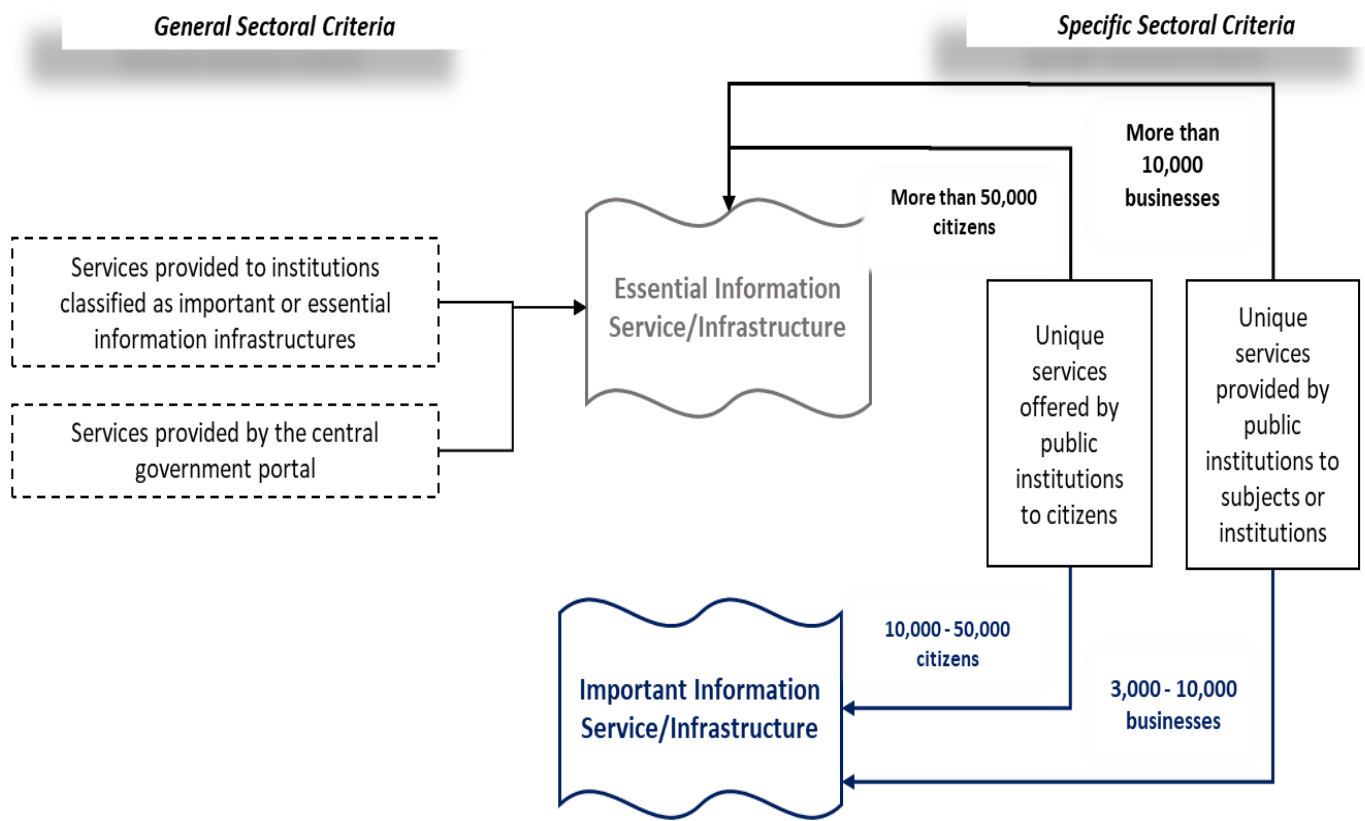 General Sectoral Criteria
Specific Sectoral Criteria
More than
10,000
businesses
More than 50,000
citizens
Services provided to institutions
classified as important or essential
information infrastructures
Services provided by the central
government portal
Essential Information
Service/Infrastructure
Unique
services
offered by
public
institutions
to citizens
Unique
services
provided by
public
institutions to
subjects or
institutions
10,000 - 50,000
citizens
Important Information
Service/Infrastructure
3,000 - 10,000
businesses